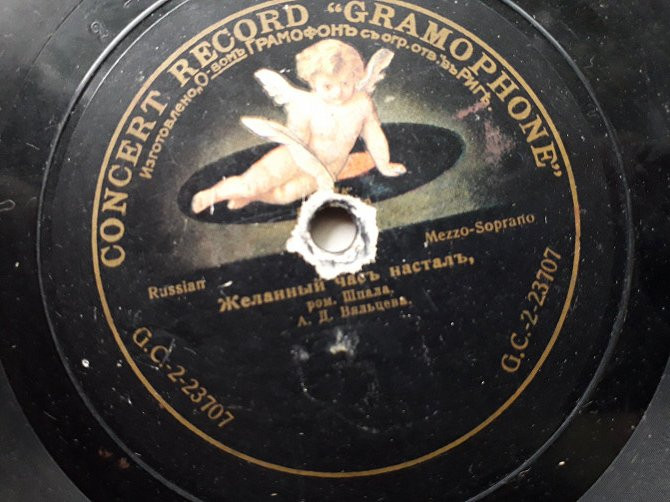 CONCERT RECORD "GRAMOPHONE"
Изготовлено О-вомъ ГРАМОФОНЪ съ огр. отв. въ Ригѣ
Mezzo-Soprano
Russian
Желанный часъ насталъ,
ром. Шпала,
А. Д. Вяльцева.
G.C.-2-23707
G.C.-2-23707